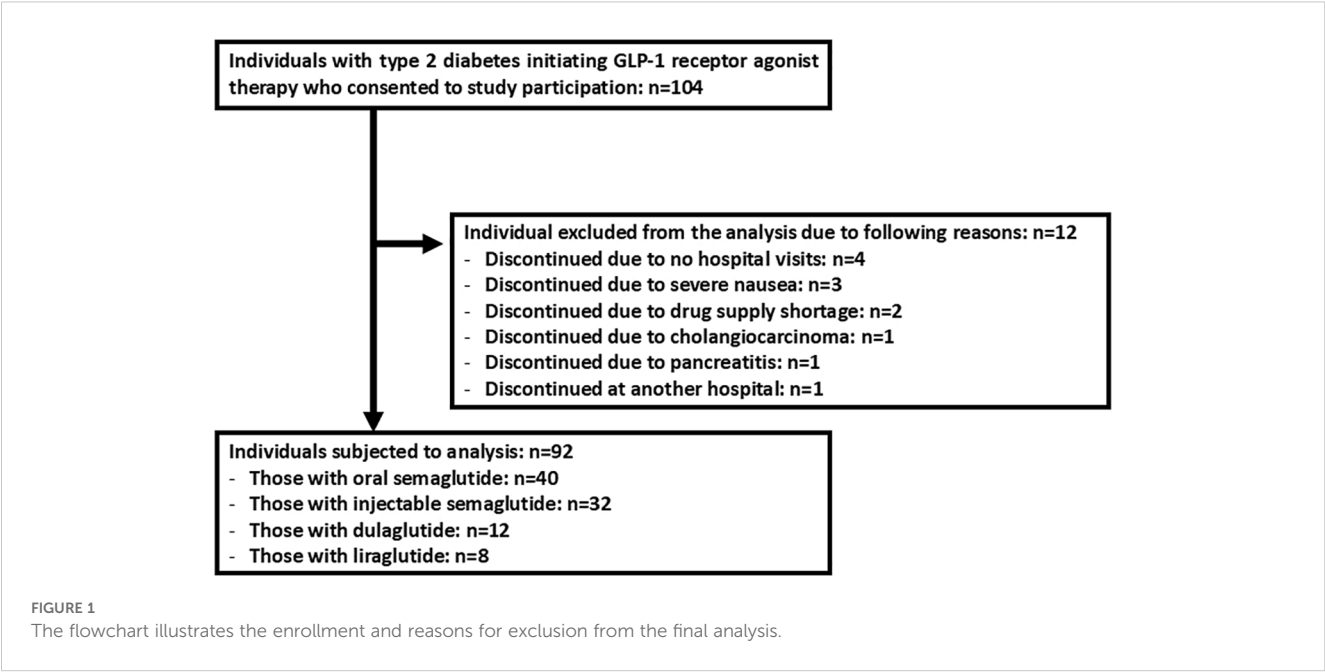 Individuals with type 2 diabetes initiating GLP-1 receptor agonist
therapy who consented to study participation: n=104
Individual excluded from the analysis due to following reasons: n=12
- Discontinued due to no hospital visits: n=4
- Discontinued due to severe nausea: n=3
- Discontinued due to drug supply shortage: n=2
- Discontinued due to cholangiocarcinoma: n=1
- Discontinued due to pancreatitis: n=1
- Discontinued at another hospital: n=1
Individuals subjected to analysis: n=92
- Those with oral semaglutide: n=40
- Those with injectable semaglutide: n=32
- Those with dulaglutide: n=12
- Those with liraglutide: n=8
FIGURE 1
The flowchart illustrates the enrollment and reasons for exclusion from the final analysis.